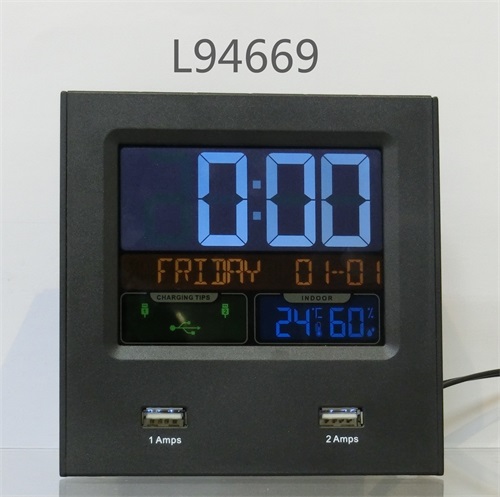 L94669
0:00
FRIDAY 01-01
CHARGING TIPS INDOOR
24°C 60%
1 Amps 2 Amps